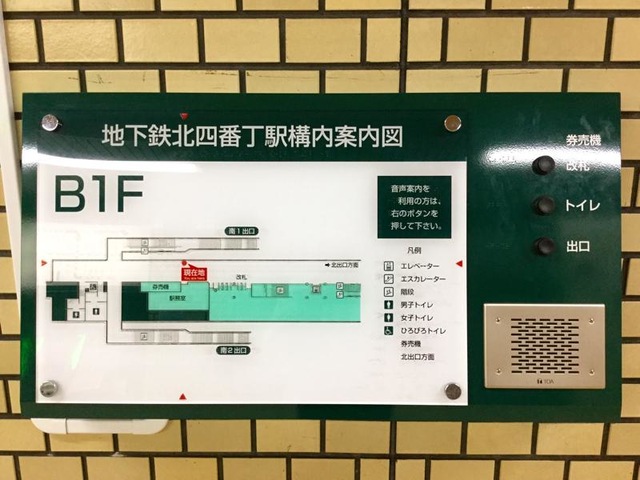 地下鉄北四番丁駅構内案内図
B1F
音声案内を
利用の方は、
右のボタンを
押して下さい。
南1出口
北出口方面
現在地
改札
券売機
駅務室
南2出口
凡例
エレベーター
エスカレーター
階段
男子トイレ
女子トイレ
ひろびろトイレ
券売機
北出口方面
券売機
改札
トイレ
出口
TOA